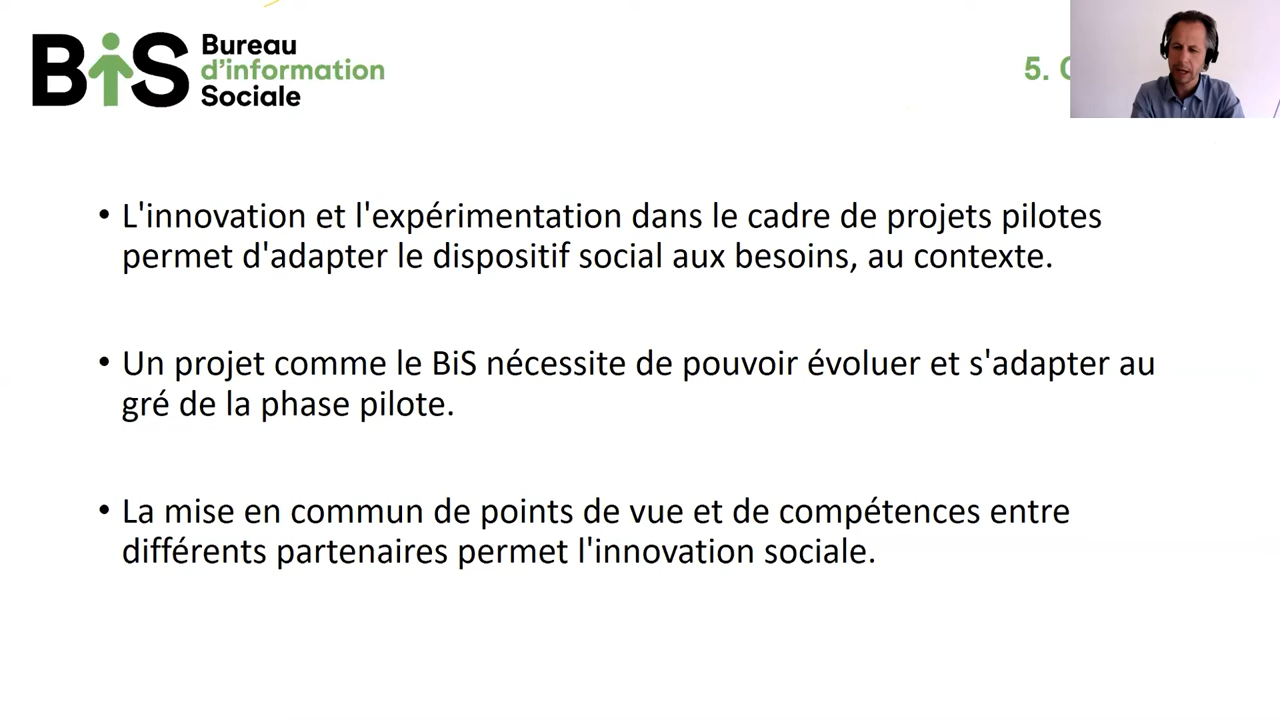 BiS
Bureau
d'information
Sociale
5.
• L'innovation et l'expérimentation dans le cadre de projets pilotes
permet d'adapter le dispositif social aux besoins, au contexte.
• Un projet comme le BiS nécessite de pouvoir évoluer et s'adapter au
gré de la phase pilote.
• La mise en commun de points de vue et de compétences entre
différents partenaires permet l'innovation sociale.